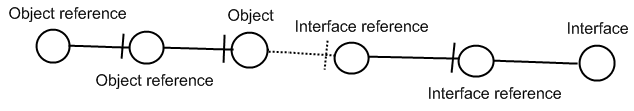 Object reference
Object
Interface reference
Interface
Object reference
Interface reference